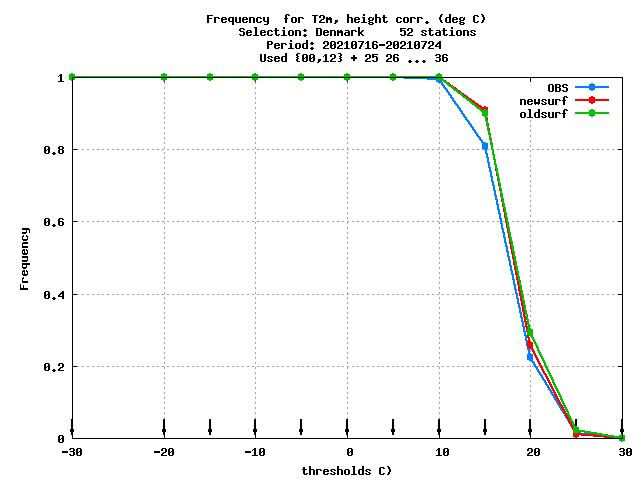 Frequency  for T2m, height corr. (deg C)
Selection: Denmark     52 stations
Period: 20210716-20210724
Used {00,12} + 25 26 ... 36
OBS
newsurf
oldsurf
1
0.8
0.6
0.4
0.2
0
Frequency
-30 -20 -10 0 10 20 30
thresholds C)